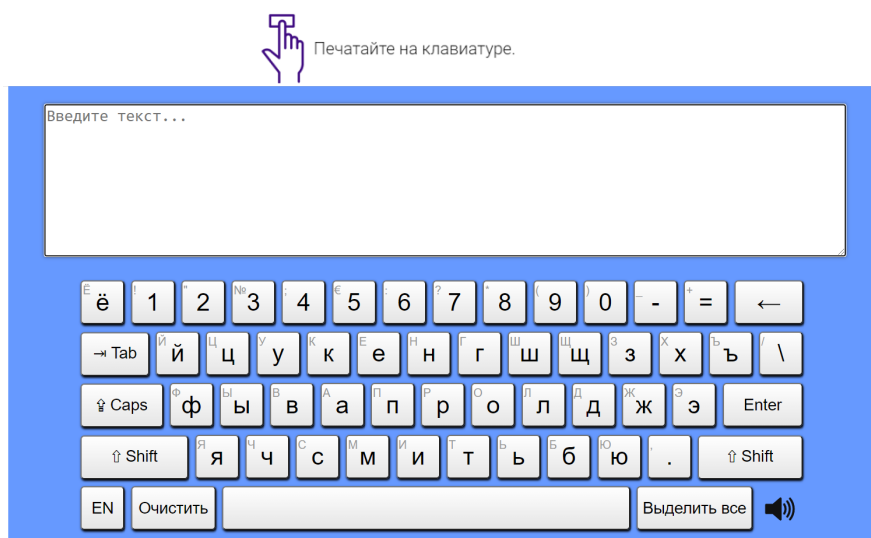 Печатайте на клавиатуре.
Введите текст...
Ё ё ! 1 " 2 № 3 ; 4 € 5 : 6 ? 7 * 8 ( 9 ) 0 _ - + = ←
⇥ Tab Й й Ц ц У у К к Е е Н н Г г Ш ш Щ щ З з Х х Ъ ъ / \
⇪ Caps Ф ф Ы ы В в А а П п Р р О о Л л Д д Ж ж Э э Enter
⇧ Shift Я я Ч ч С с М м И и Т т Ь ь Б б Ю ю , . ⇧ Shift
EN Очистить Выделить все